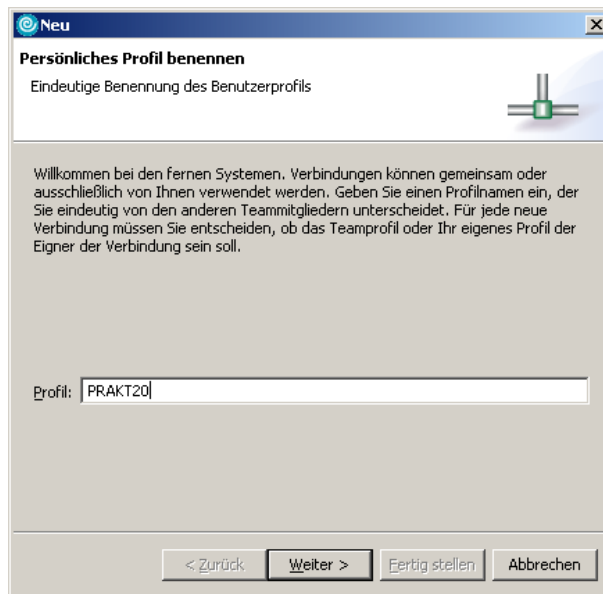 Neu
Persönliches Profil benennen
Eindeutige Benennung des Benutzerprofils
Willkommen bei den fernen Systemen. Verbindungen können gemeinsam oder
ausschließlich von Ihnen verwendet werden. Geben Sie einen Profilnamen ein, der
Sie eindeutig von den anderen Teammitgliedern unterscheidet. Für jede neue
Verbindung müssen Sie entscheiden, ob das Teamprofil oder Ihr eigenes Profil der
Eigner der Verbindung sein soll.
Profil: PRAKT20
< Zurück Weiter > Fertig stellen Abbrechen